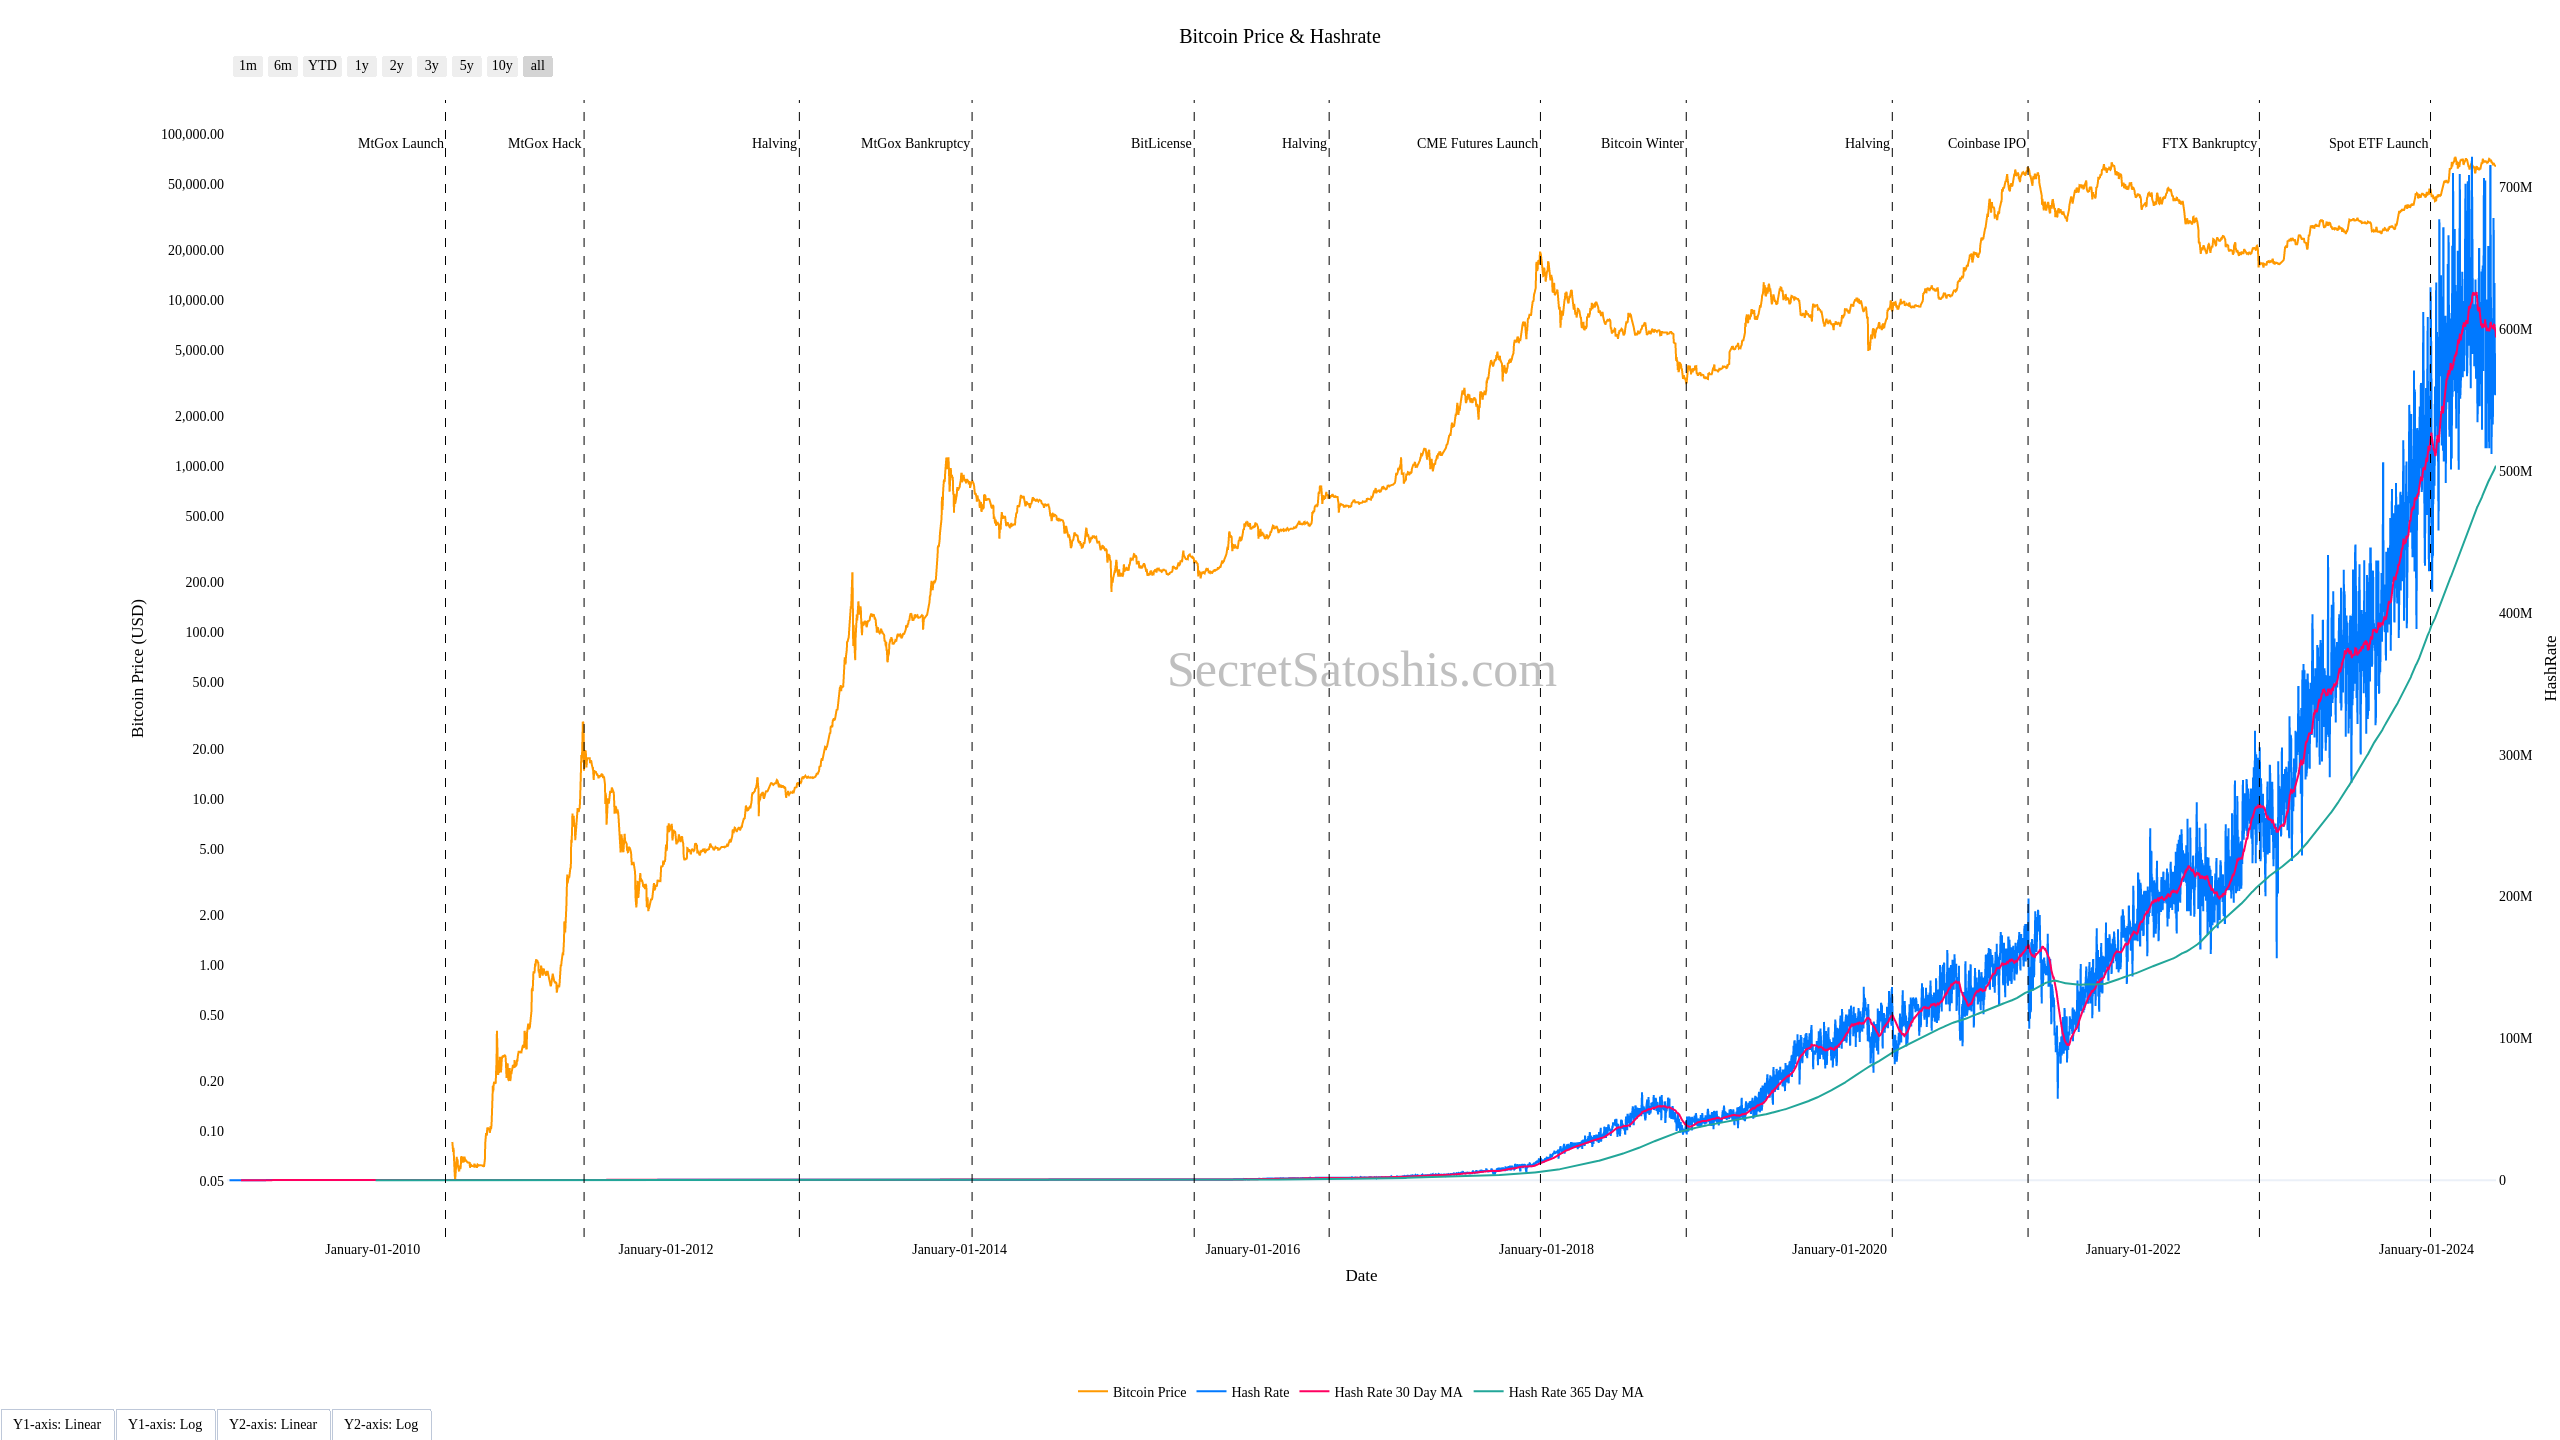 Bitcoin Price & Hashrate
1m 6m YTD 1y 2y 3y 5y 10y all
MtGox Launch MtGox Hack Halving MtGox Bankruptcy BitLicense Halving CME Futures Launch Bitcoin Winter Halving Coinbase IPO FTX Bankruptcy Spot ETF Launch
100,000.00
50,000.00
20,000.00
10,000.00
5,000.00
2,000.00
1,000.00
500.00
200.00
100.00
50.00
20.00
10.00
5.00
2.00
1.00
0.50
0.20
0.10
0.05
Bitcoin Price (USD)
SecretSatoshis.com
700M
600M
500M
400M
300M
200M
100M
0
HashRate
January-01-2010 January-01-2012 January-01-2014 January-01-2016 January-01-2018 January-01-2020 January-01-2022 January-01-2024
Date
Bitcoin Price Hash Rate Hash Rate 30 Day MA Hash Rate 365 Day MA
Y1-axis: Linear Y1-axis: Log Y2-axis: Linear Y2-axis: Log